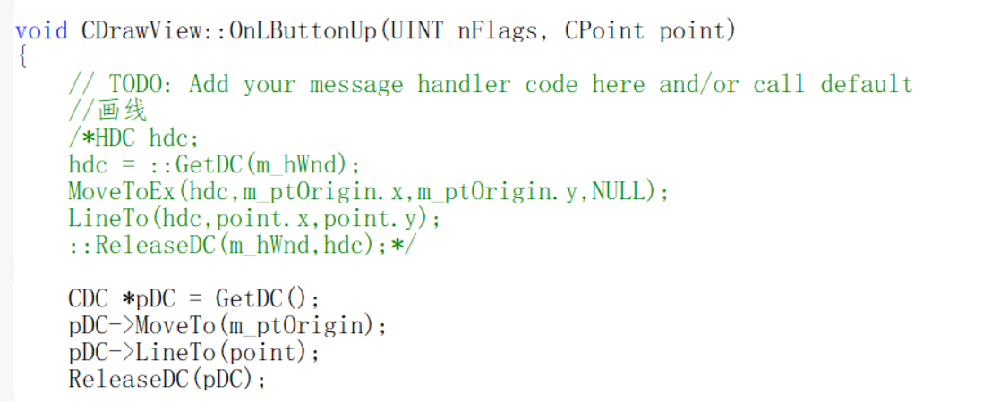 void CDrawView::OnLButtonUp(UINT nFlags, CPoint point)
{
// TODO: Add your message handler code here and/or call default
//画线
/*HDC hdc;
hdc = ::GetDC(m_hWnd);
MoveToEx(hdc,m_ptOrigin.x,m_ptOrigin.y,NULL);
LineTo(hdc,point.x,point.y);
::ReleaseDC(m_hWnd,hdc);*/
CDC *pDC = GetDC();
pDC->MoveTo(m_ptOrigin);
pDC->LineTo(point);
ReleaseDC(pDC);